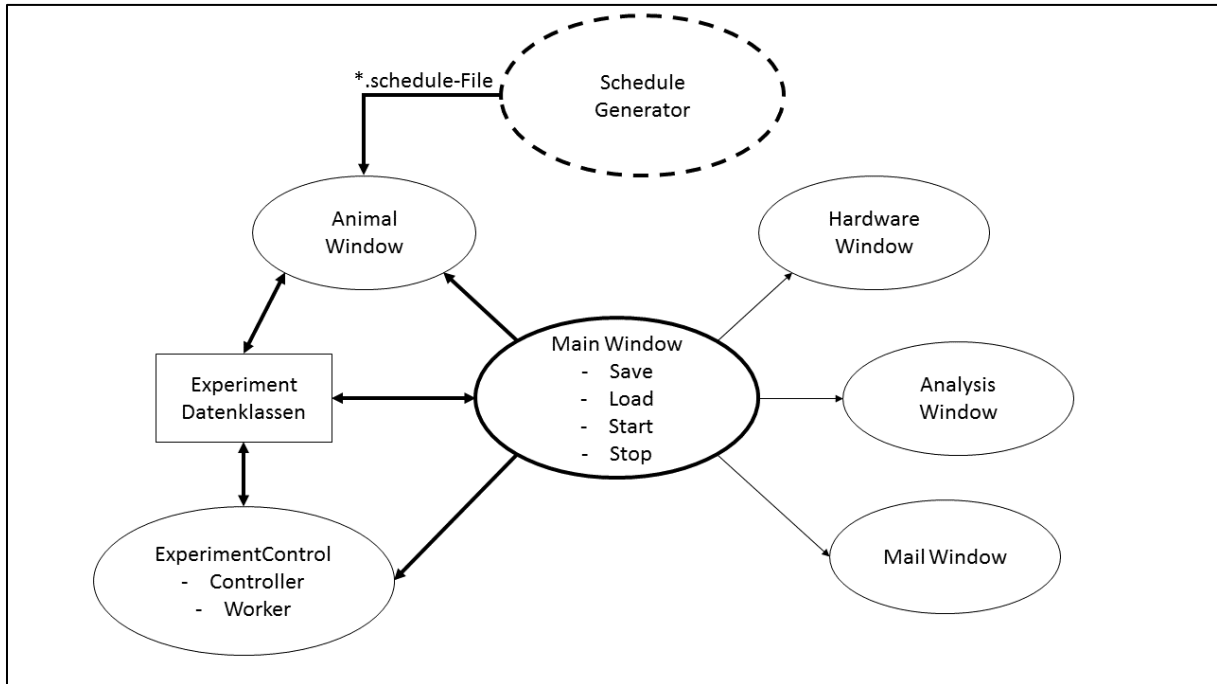 *.schedule-File
Schedule
Generator
Animal
Window
Hardware
Window
Main Window
- Save
- Load
- Start
- Stop
Experiment
Datenklassen
Analysis
Window
ExperimentControl
- Controller
- Worker
Mail Window